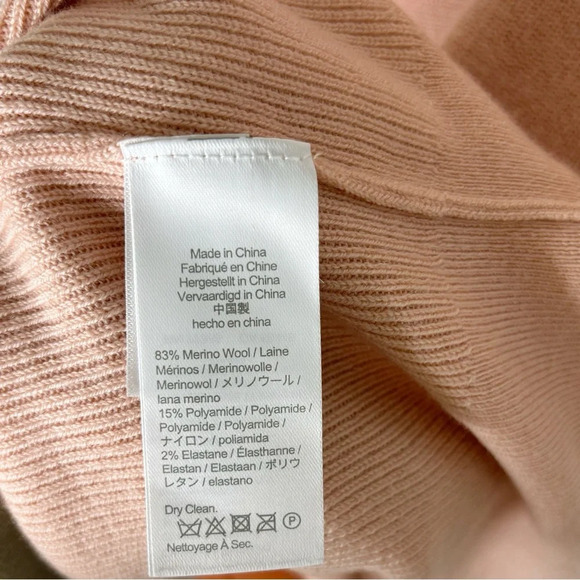 Made in China
Fabriqué en Chine
Hergestellt in China
Vervaardigd in China
中国製
hecho en china
83% Merino Wool / Laine
Mérinos / Merinowolle /
Merinowol / メリノウール /
lana merino
15% Polyamide / Polyamide /
Polyamide / Polyamide /
ナイロン / poliamida
2% Elastane / Élasthanne /
Elastan / Elastaan / ポリウ
レタン / elastano
Dry Clean.
P
Nettoyage À Sec.